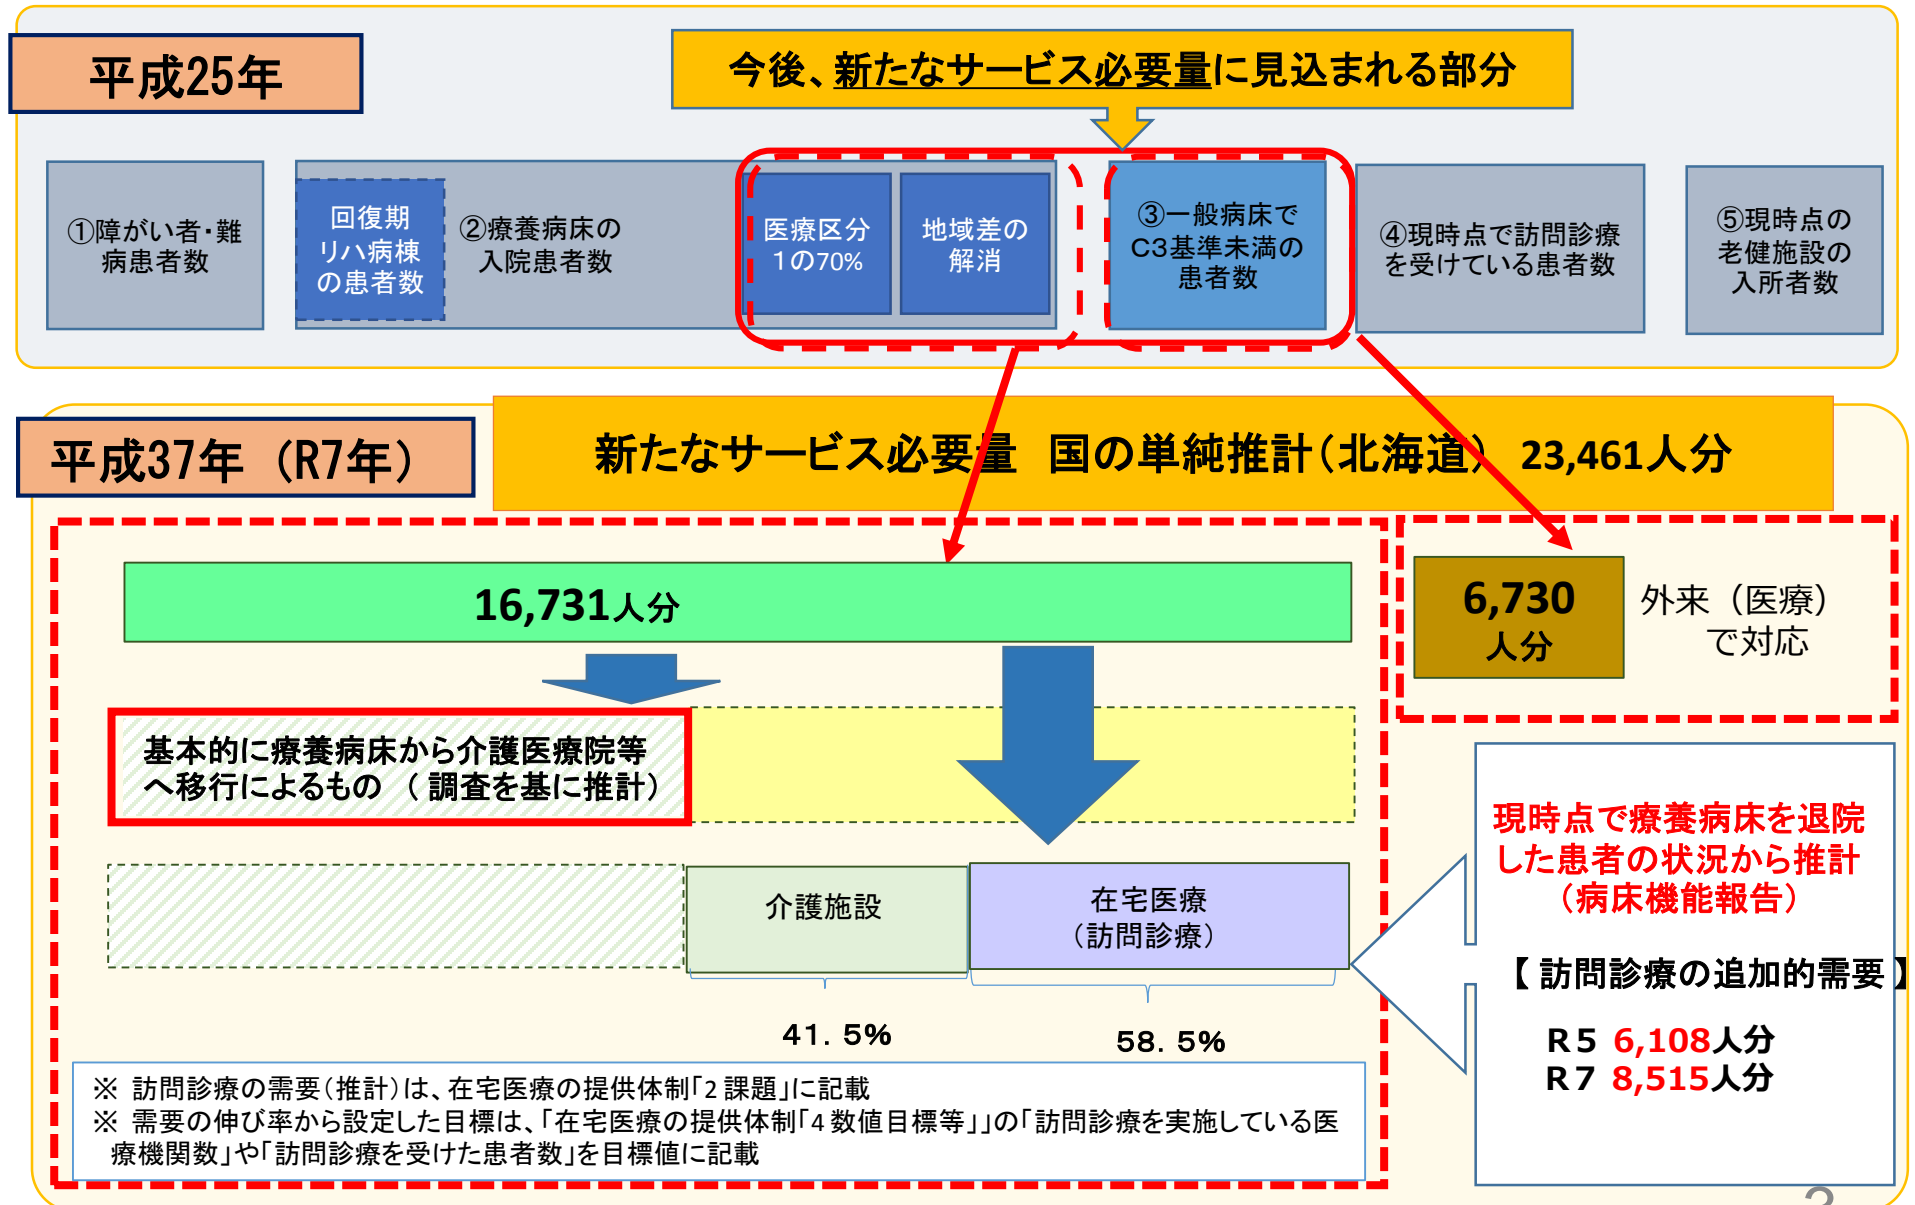 平成25年
今後、新たなサービス必要量に見込まれる部分
①障がい者・難
病患者数
回復期
リハ病棟
の患者数
②療養病床の
入院患者数
医療区分
1の70%
地域差の
解消
③一般病床で
C3基準未満の
患者数
④現時点で訪問診療
を受けている患者数
⑤現時点の
老健施設の
入所者数
平成37年（R7年）
新たなサービス必要量　国の単純推計（北海道）　23,461人分
16,731人分
6,730
人分
外来（医療）
で対応
基本的に療養病床から介護医療院等
へ移行によるもの （ 調査を基に推計）
介護施設
在宅医療
（訪問診療）
41．5%
58．5%
現時点で療養病床を退院
した患者の状況から推計
（病床機能報告）
【 訪問診療の追加的需要 】
R５ 6,108人分
R７ 8,515人分
※ 訪問診療の需要（推計）は、在宅医療の提供体制「2 課題」に記載
※ 需要の伸び率から設定した目標は、「在宅医療の提供体制「4 数値目標等」」の「訪問診療を実施している医
療機関数」や「訪問診療を受けた患者数」を目標値に記載